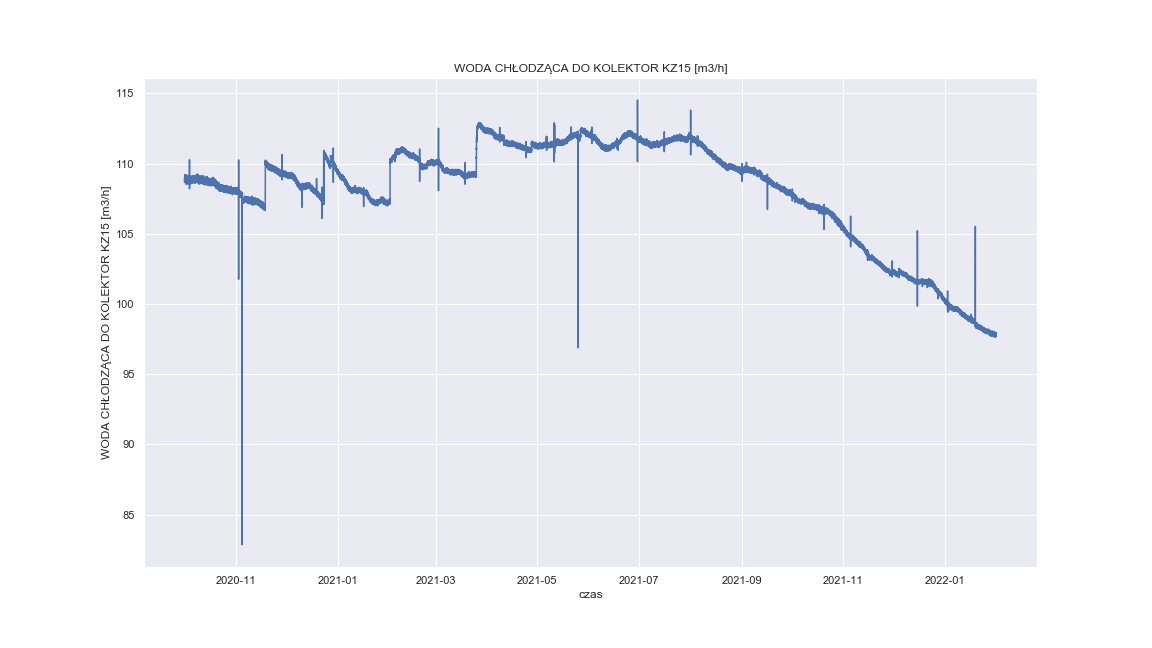 WODA CHŁODZĄCA DO KOLEKTOR KZ15 [m3/h]
WODA CHŁODZĄCA DO KOLEKTOR KZ15 [m3/h]
115
110
105
100
95
90
85
2020-11 2021-01 2021-03 2021-05 2021-07 2021-09 2021-11 2022-01
czas